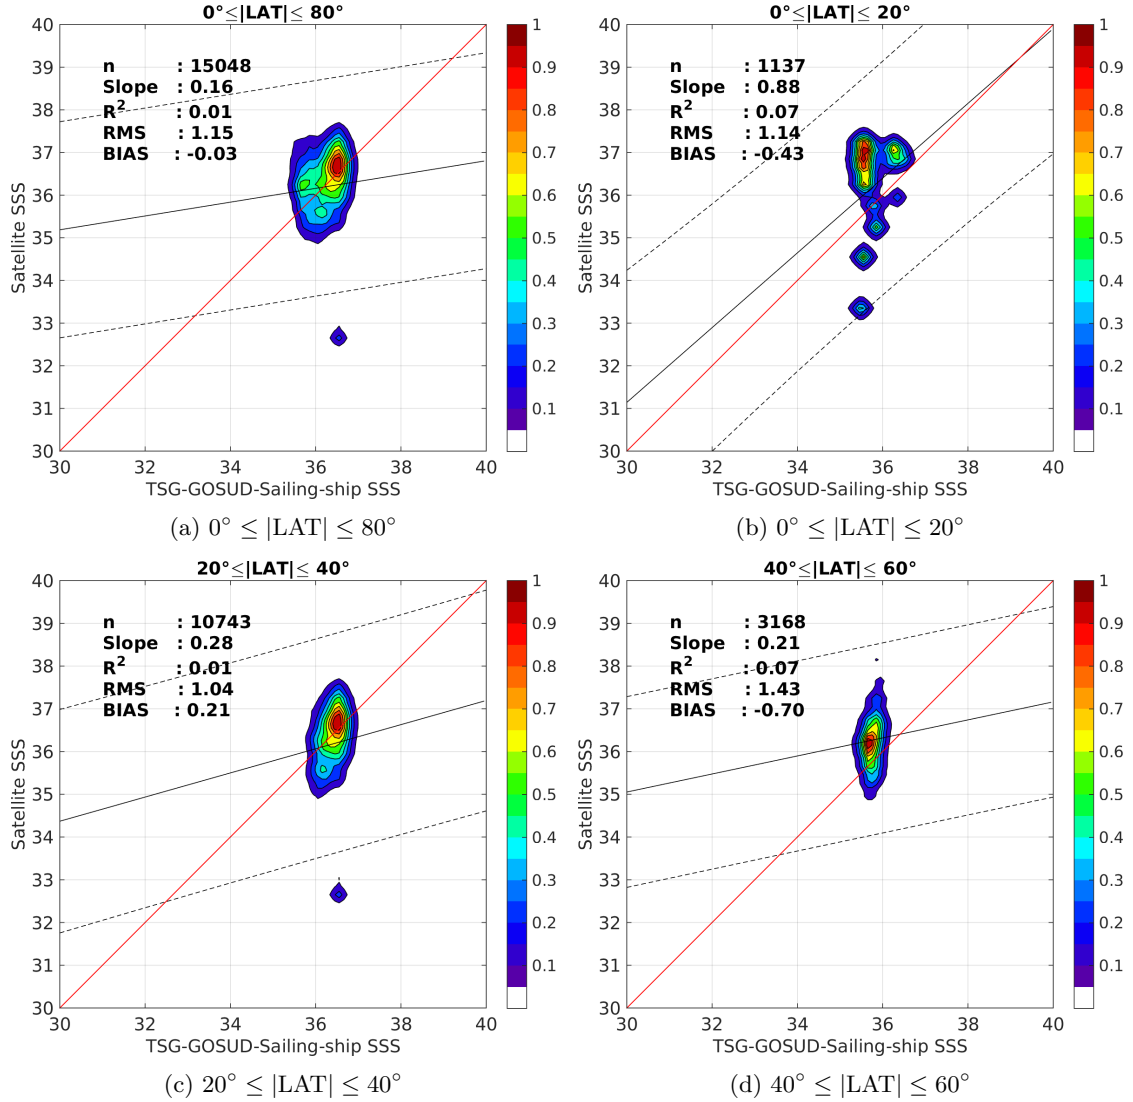 0°≤|LAT|≤ 80°
n : 15048
Slope : 0.16
R² : 0.01
RMS : 1.15
BIAS : -0.03
Satellite SSS
40
39
38
37
36
35
34
33
32
31
30
30 32 34 36 38 40
TSG-GOSUD-Sailing-ship SSS
1
0.9
0.8
0.7
0.6
0.5
0.4
0.3
0.2
0.1
(a) 0° ≤ |LAT| ≤ 80°
0°≤|LAT|≤ 20°
n : 1137
Slope : 0.88
R² : 0.07
RMS : 1.14
BIAS : -0.43
Satellite SSS
40
39
38
37
36
35
34
33
32
31
30
30 32 34 36 38 40
TSG-GOSUD-Sailing-ship SSS
1
0.9
0.8
0.7
0.6
0.5
0.4
0.3
0.2
0.1
(b) 0° ≤ |LAT| ≤ 20°
20°≤|LAT|≤ 40°
n : 10743
Slope : 0.28
R² : 0.01
RMS : 1.04
BIAS : 0.21
Satellite SSS
40
39
38
37
36
35
34
33
32
31
30
30 32 34 36 38 40
TSG-GOSUD-Sailing-ship SSS
1
0.9
0.8
0.7
0.6
0.5
0.4
0.3
0.2
0.1
(c) 20° ≤ |LAT| ≤ 40°
40°≤|LAT|≤ 60°
n : 3168
Slope : 0.21
R² : 0.07
RMS : 1.43
BIAS : -0.70
Satellite SSS
40
39
38
37
36
35
34
33
32
31
30
30 32 34 36 38 40
TSG-GOSUD-Sailing-ship SSS
1
0.9
0.8
0.7
0.6
0.5
0.4
0.3
0.2
0.1
(d) 40° ≤ |LAT| ≤ 60°